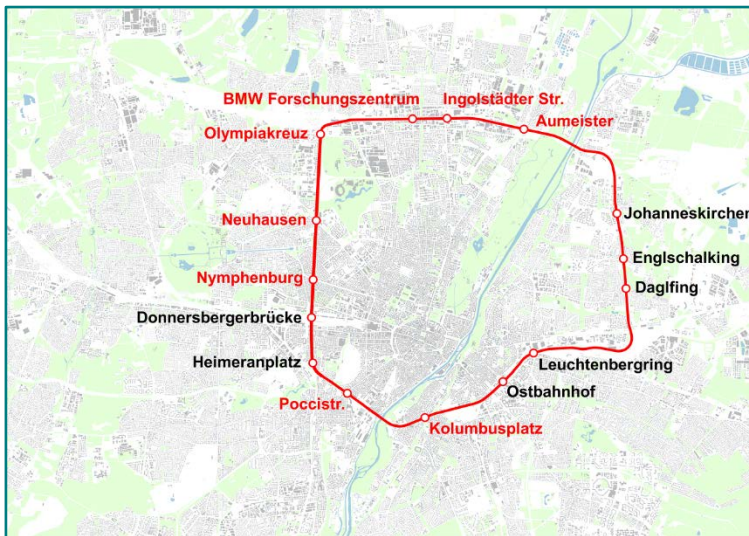 BMW Forschungszentrum
Ingolstädter Str.
Olympiakreuz
Aumeister
Neuhausen
Johanneskirchen
Englschalking
Nymphenburg
Daglfing
Donnersbergerbrücke
Heimeranplatz
Leuchtenbergring
Ostbahnhof
Poccistr.
Kolumbusplatz